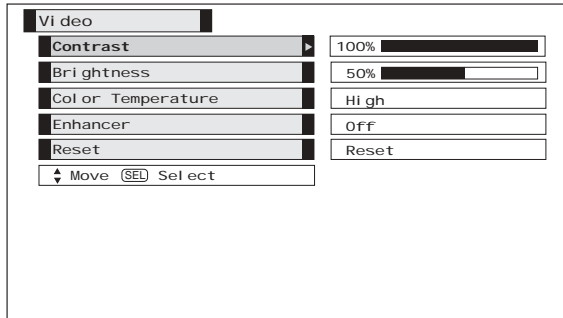 Video
Contrast 100%
Brightness 50%
Color Temperature High
Enhancer Off
Reset Reset
Move SEL Select